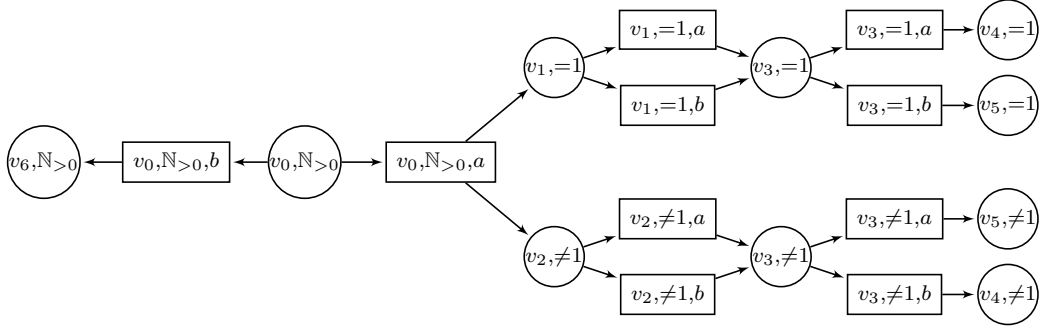 v₁,=1,a
v₃,=1,a
v₄,=1
v₁,=1
v₃,=1
v₁,=1,b
v₃,=1,b
v₅,=1
v₆,ℕ>0
v₀,ℕ>0,b
v₀,ℕ>0
v₀,ℕ>0,a
v₂,≠1,a
v₃,≠1,a
v₅,≠1
v₂,≠1
v₃,≠1
v₂,≠1,b
v₃,≠1,b
v₄,≠1